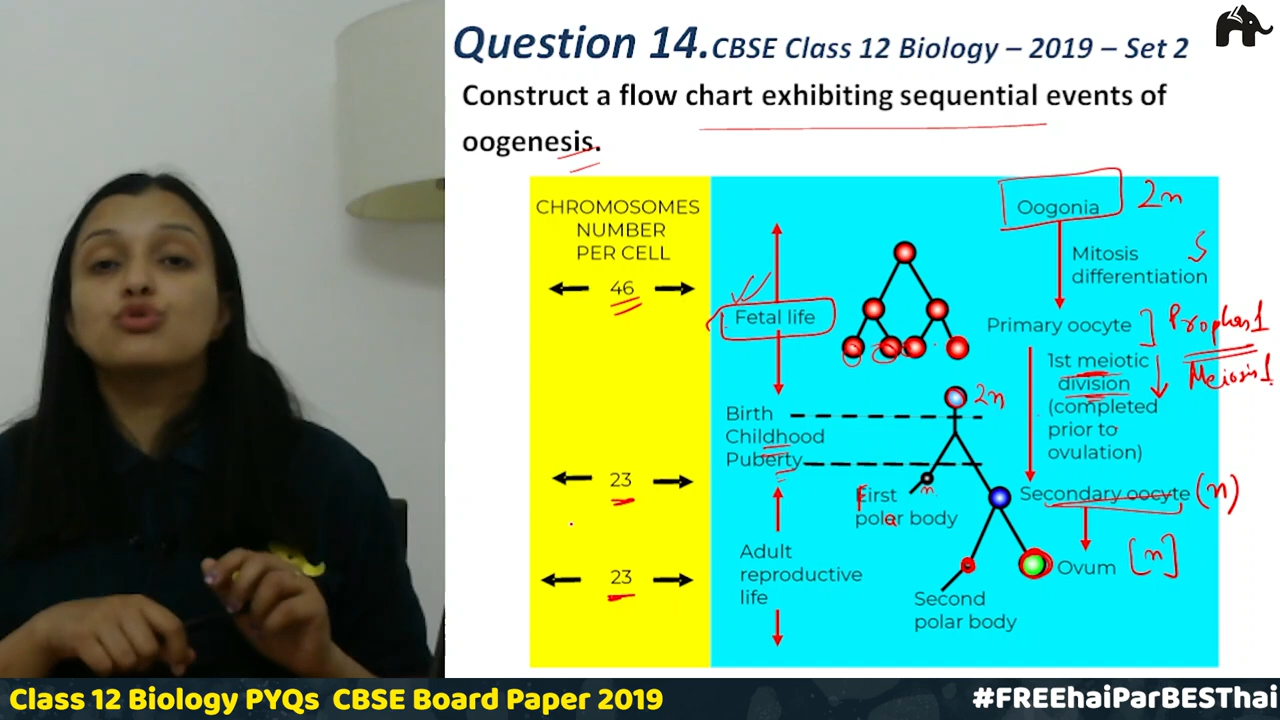 Question 14. CBSE Class 12 Biology – 2019 – Set 2
Construct a flow chart exhibiting sequential events of
oogenesis.
CHROMOSOMES
NUMBER
PER CELL
46
23
23
Fetal life
Birth
Childhood
Puberty
Adult
reproductive
life
2n
First
polar body
n
Second
polar body
Oogonia 2n
Mitosis
differentiation
Primary oocyte Prophas 1
1st meiotic Meiosis 1
division
(completed
prior to
ovulation)
Secondary oocyte (n)
Ovum [n]
Class 12 Biology PYQs CBSE Board Paper 2019
#FREEhaiParBESThai